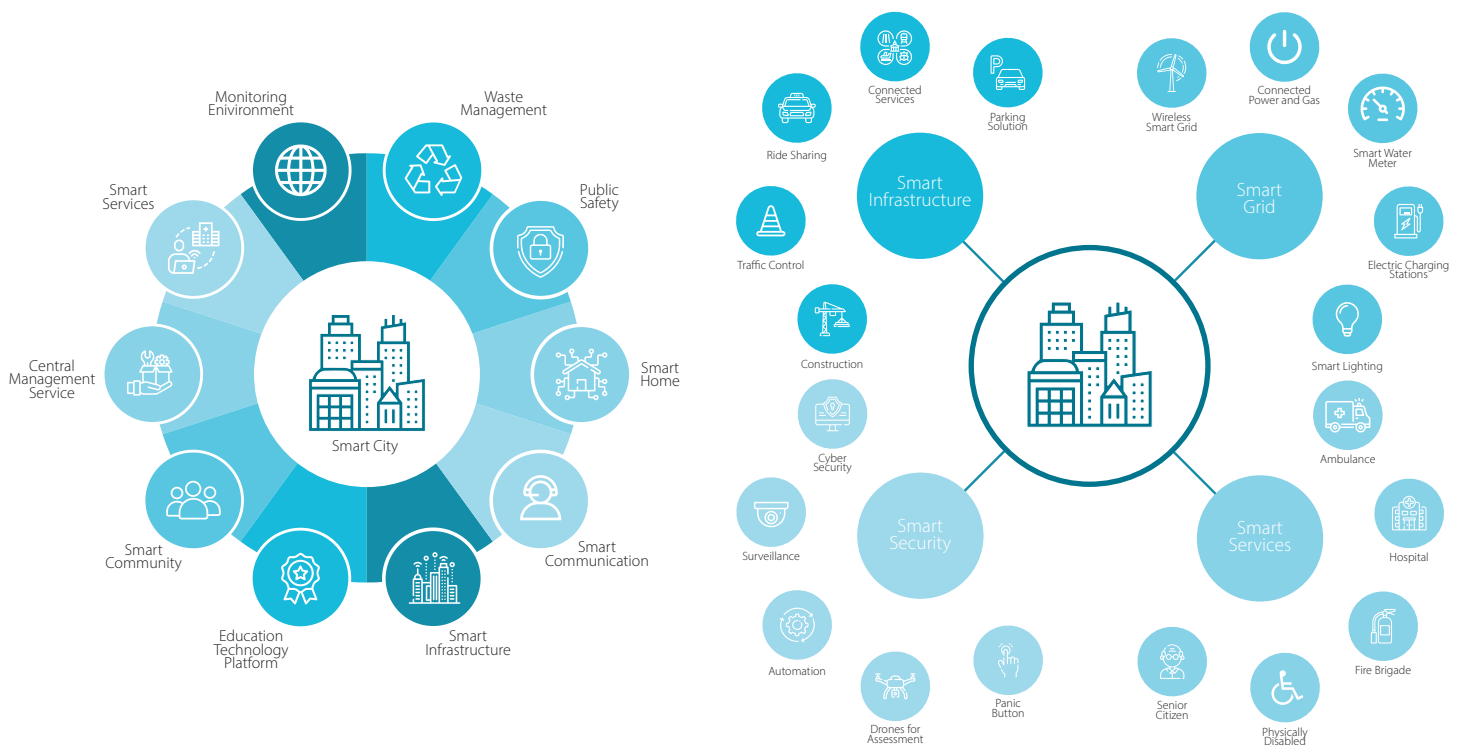 Monitoring
Enivironment
Waste
Management
Smart
Services
Public
Safety
Central
Management
Service
Smart
Home
Smart City
Smart
Community
Smart
Communication
Education
Technology
Platform
Smart
Infrastructure
Connected
Services
Parking
Solution
Ride Sharing
Smart
Infrastructure
Traffic Control
Construction
Wireless
Smart Grid
Connected
Power and Gas
Smart Water
Meter
Smart
Grid
Electric Charging
Stations
Smart Lighting
Cyber
Security
Surveillance
Smart
Security
Automation
Drones for
Assessment
Panic
Button
Ambulance
Smart
Services
Hospital
Fire Brigade
Senior
Citizen
Physically
Disabled
P